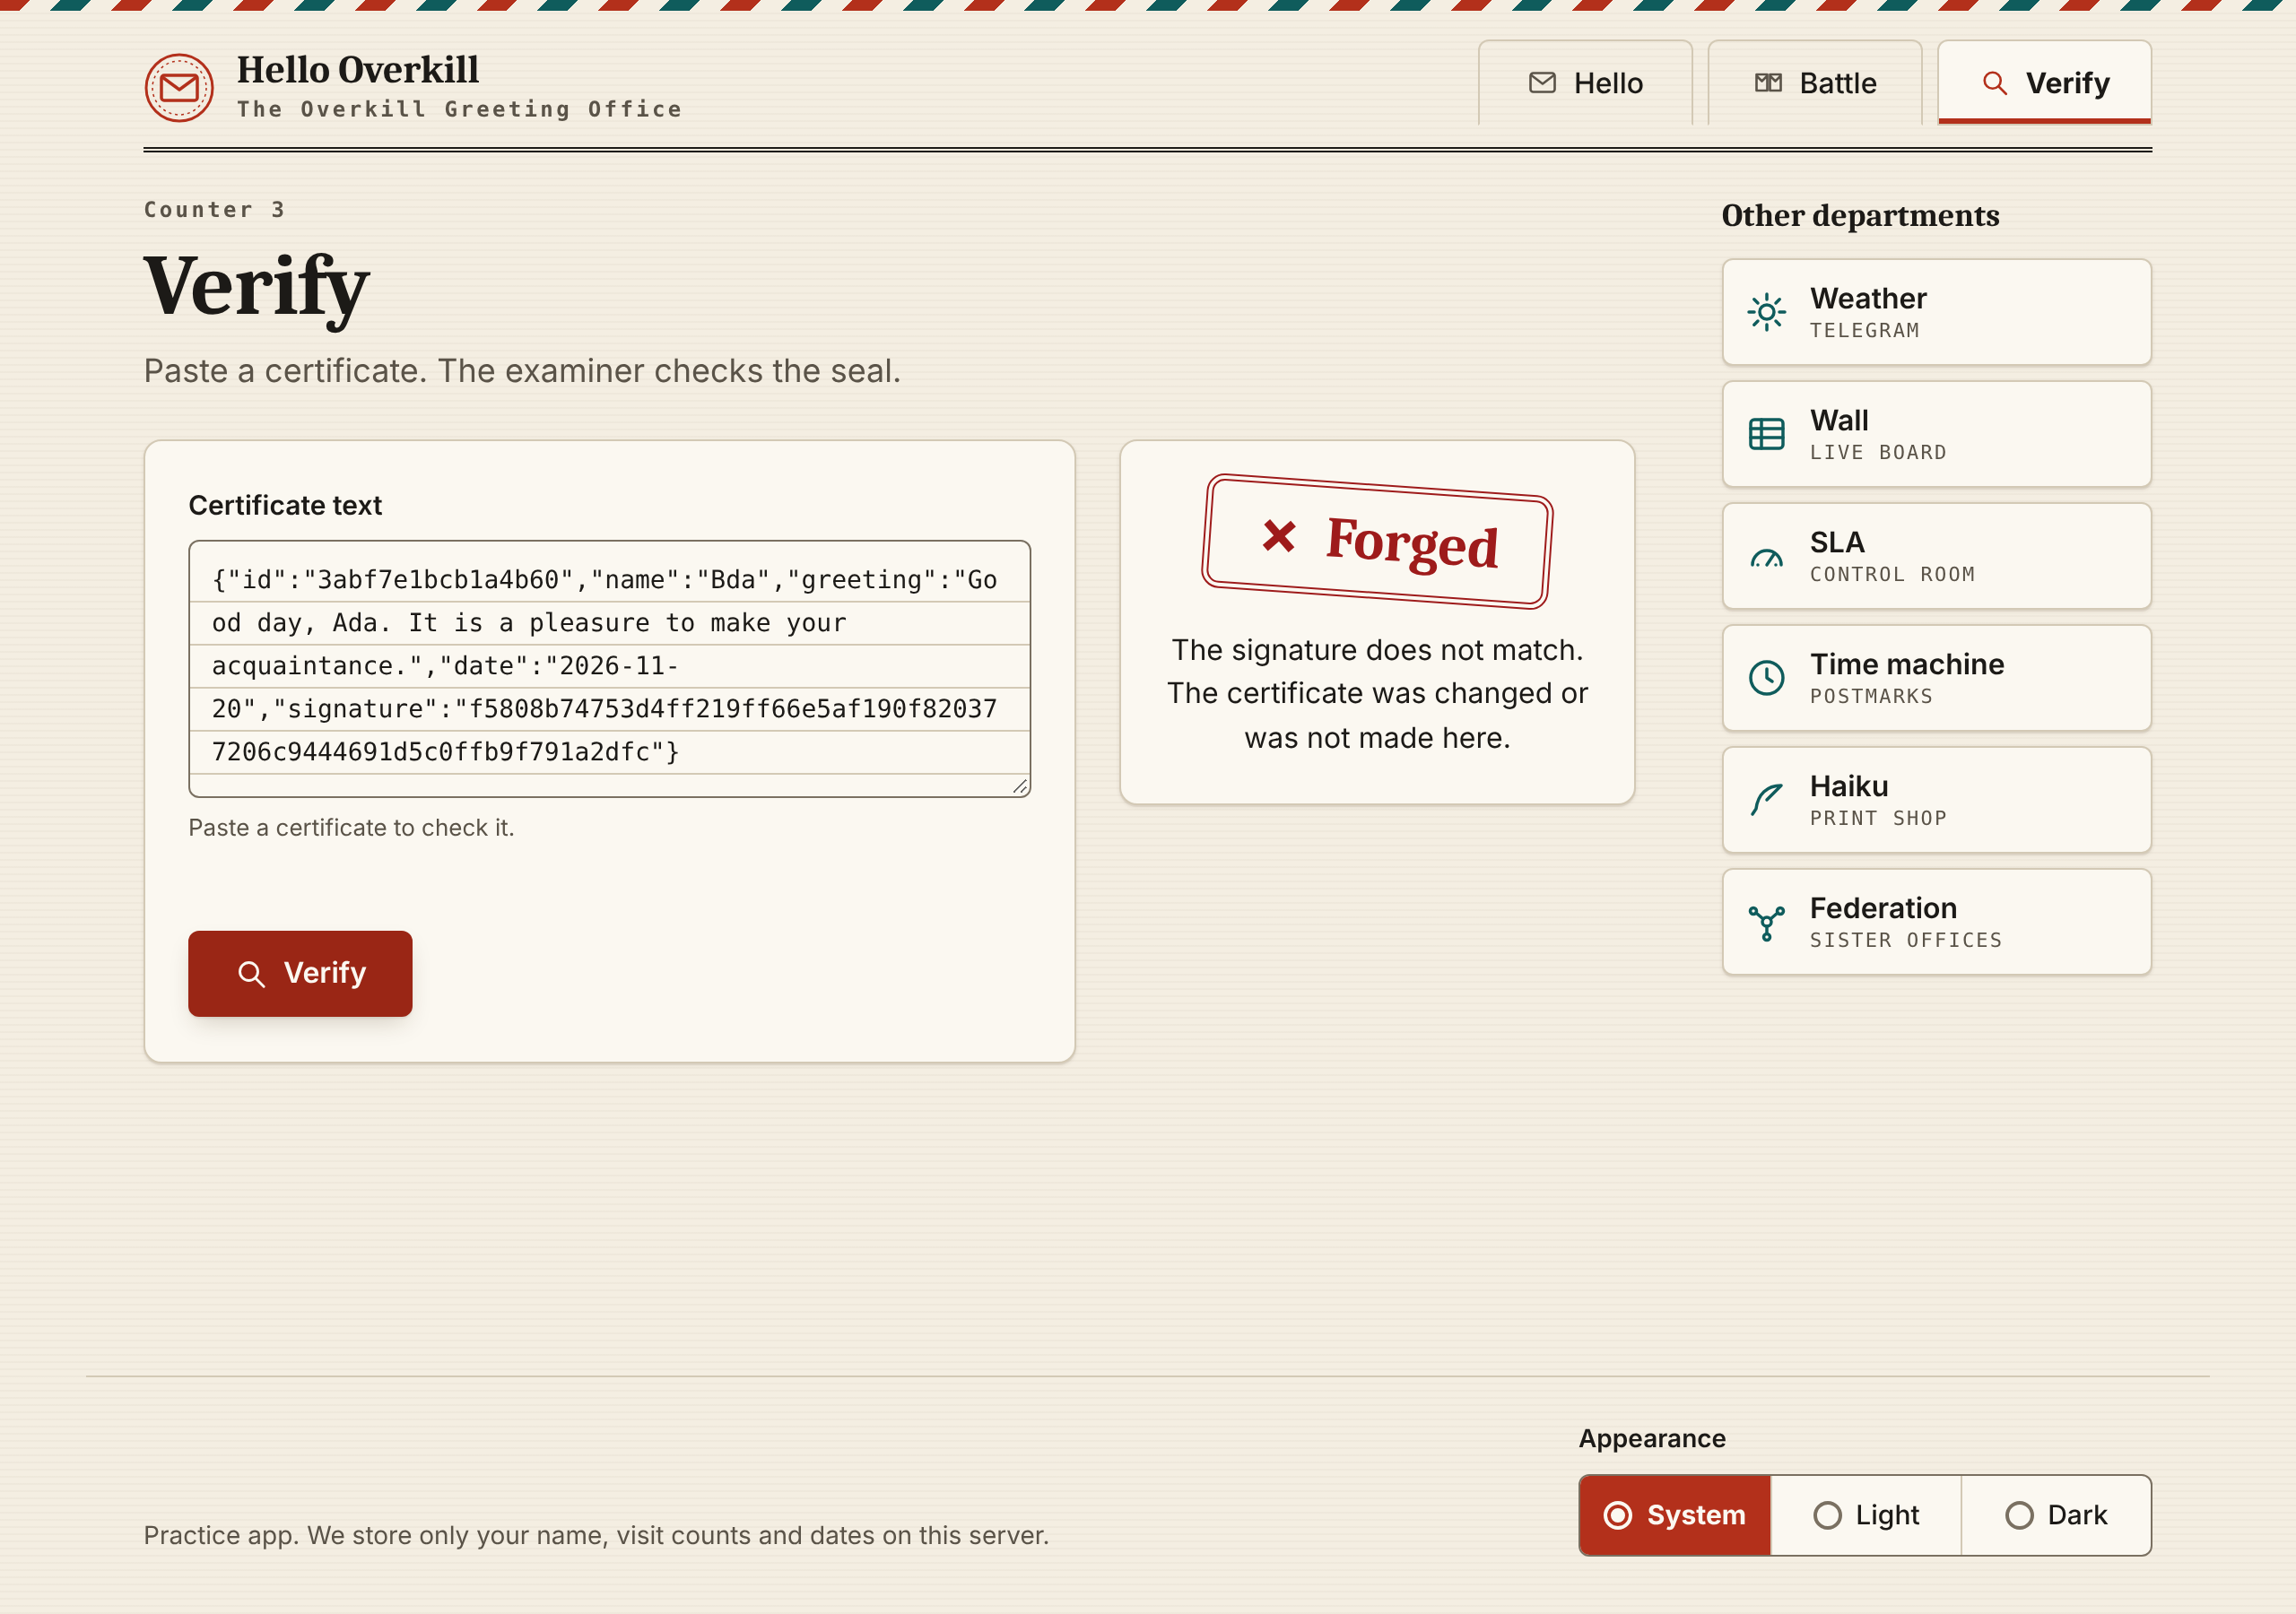 Hello Overkill
The Overkill Greeting Office
Hello
Battle
Verify
Counter 3
Verify
Paste a certificate. The examiner checks the seal.
Certificate text
{"id":"3abf7e1bcb1a4b60","name":"Bda","greeting":"Go
od day, Ada. It is a pleasure to make your
acquaintance.","date":"2026-11-
20","signature":"f5808b74753d4ff219ff66e5af190f82037
7206c9444691d5c0ffb9f791a2dfc"}
Paste a certificate to check it.
Verify
Forged
The signature does not match.
The certificate was changed or
was not made here.
Other departments
Weather
TELEGRAM
Wall
LIVE BOARD
SLA
CONTROL ROOM
Time machine
POSTMARKS
Haiku
PRINT SHOP
Federation
SISTER OFFICES
Practice app. We store only your name, visit counts and dates on this server.
Appearance
System
Light
Dark